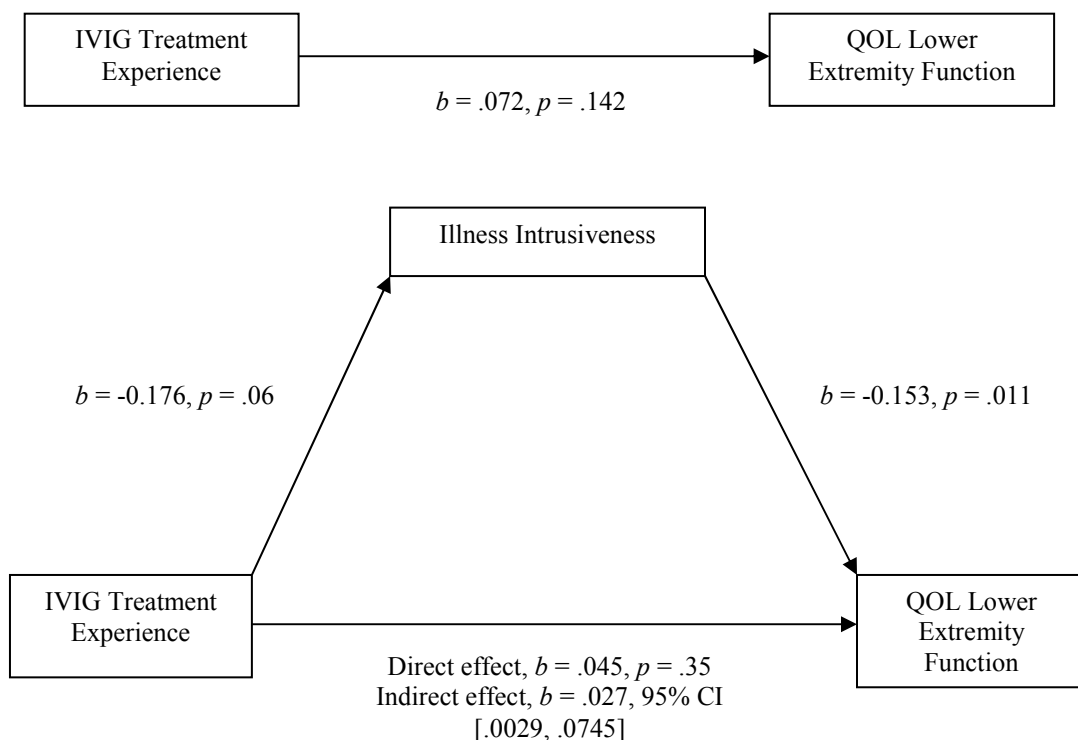 IVIG Treatment
Experience
QOL Lower
Extremity Function
b = .072, p = .142
Illness Intrusiveness
b = -0.176, p = .06
b = -0.153, p = .011
IVIG Treatment
Experience
QOL Lower
Extremity
Function
Direct effect, b = .045, p = .35
Indirect effect, b = .027, 95% CI
[.0029, .0745]